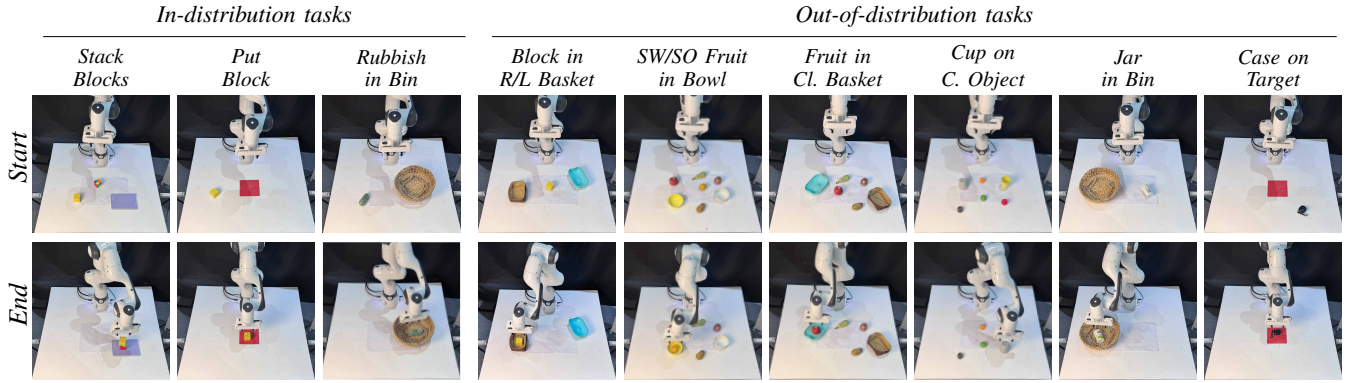 In-distribution tasks
Out-of-distribution tasks
Stack
Blocks
Put
Block
Rubbish
in Bin
Block in
R/L Basket
SW/SO Fruit
in Bowl
Fruit in
Cl. Basket
Cup on
C. Object
Jar
in Bin
Case on
Target
Start
End